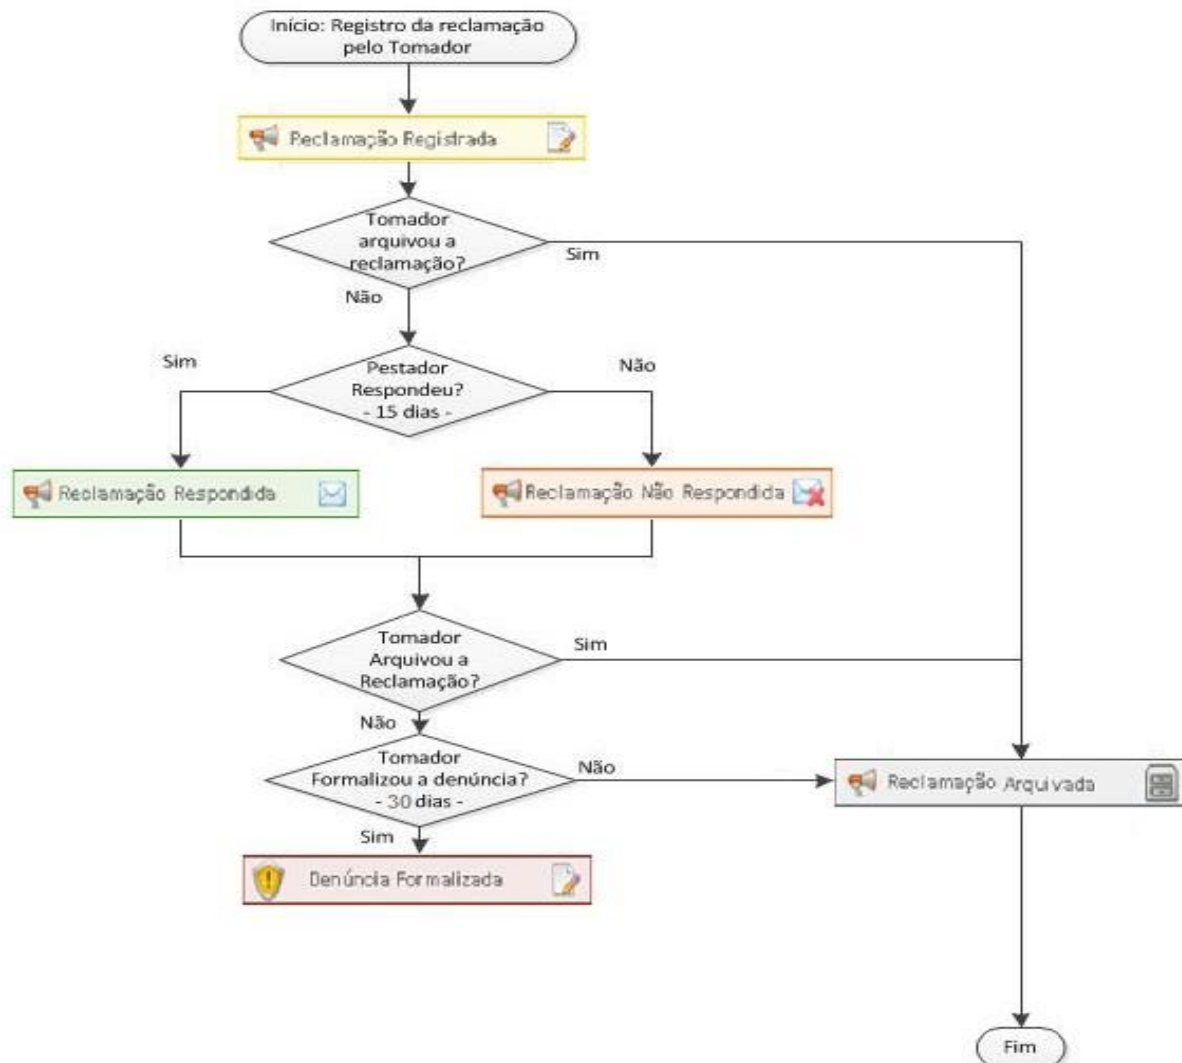 Início: Registro da reclamação
pelo Tomador
Reclamação Registrada
Tomador
arquivou a
reclamação?
Sim
Não
Sim
Pestador
Respondeu?
- 15 dias -
Não
Reclamação Respondida
Reclamação Não Respondida
Tomador
Arquivou a
Reclamação?
Sim
Não
Tomador
Formalizou a denúncia?
- 30 dias -
Não
Reclamação Arquivada
Sim
Denúncia Formalizada
Fim